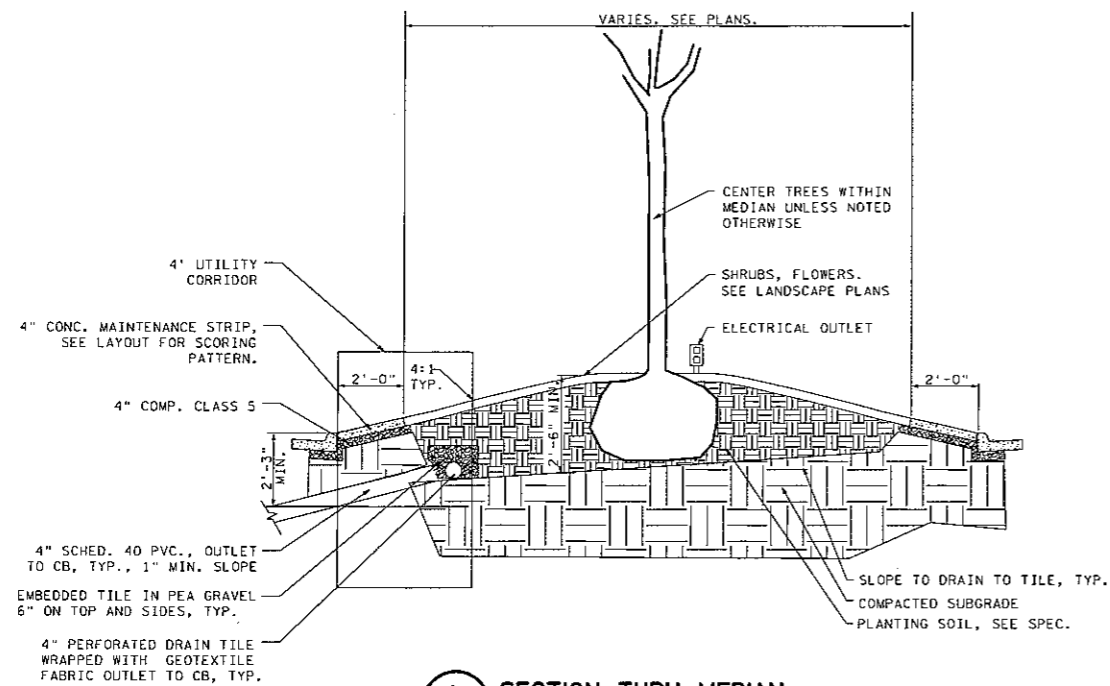 VARIES. SEE PLANS.
CENTER TREES WITHIN
MEDIAN UNLESS NOTED
OTHERWISE
4' UTILITY
CORRIDOR
SHRUBS, FLOWERS.
SEE LANDSCAPE PLANS
4" CONC. MAINTENANCE STRIP,
SEE LAYOUT FOR SCORING
PATTERN.
ELECTRICAL OUTLET
2'-0"
4:1
TYP.
2'-0"
4" COMP. CLASS 5
2'-6" MIN.
2'-3"
MIN.
4" SCHED. 40 PVC., OUTLET
TO CB, TYP., 1" MIN. SLOPE
SLOPE TO DRAIN TO TILE, TYP.
COMPACTED SUBGRADE
PLANTING SOIL, SEE SPEC.
EMBEDDED TILE IN PEA GRAVEL
6" ON TOP AND SIDES, TYP.
4" PERFORATED DRAIN TILE
WRAPPED WITH GEOTEXTILE
FABRIC OUTLET TO CB, TYP.
SECTION THRU MEDIAN